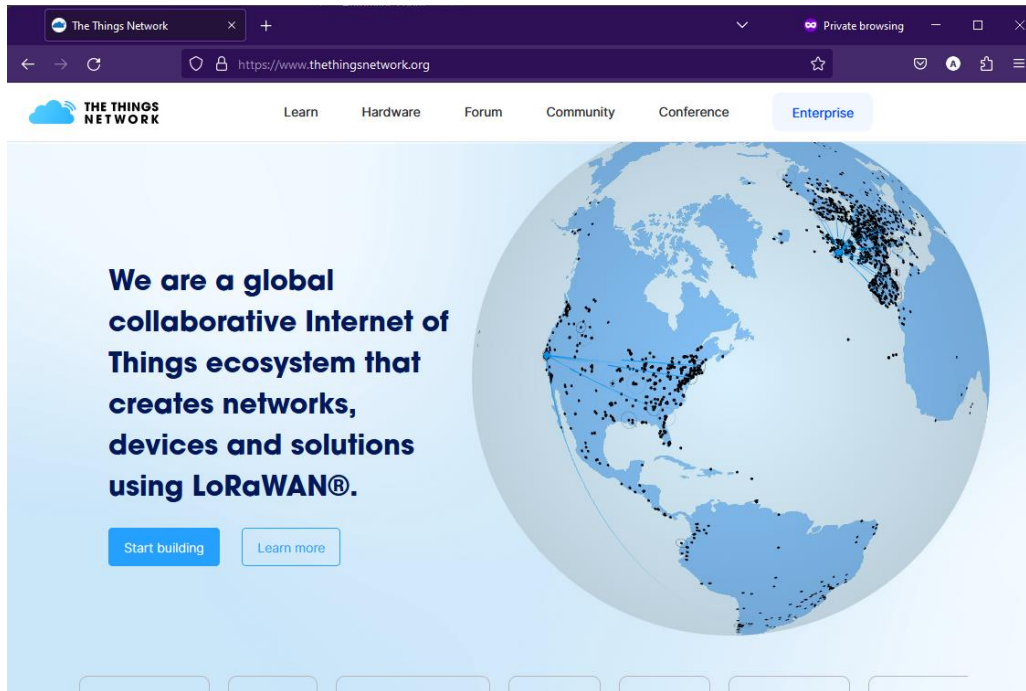 The Things Network
Private browsing
https://www.thethingsnetwork.org
A
THE THINGS
NETWORK
Learn
Hardware
Forum
Community
Conference
Enterprise
We are a global
collaborative Internet of
Things ecosystem that
creates networks,
devices and solutions
using LoRaWAN®.
Start building
Learn more